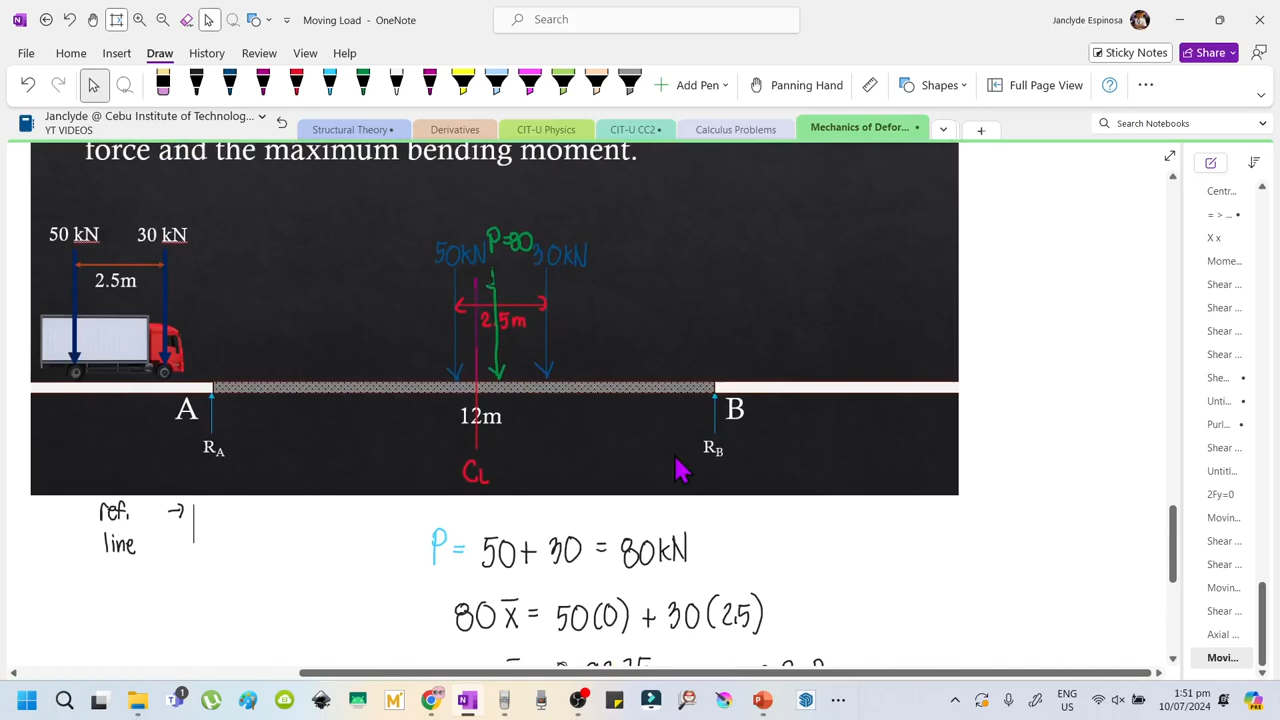 Moving Load - OneNote
Search
Janclyde Espinosa
File Home Insert Draw History Review View Help
Sticky Notes
Share
Add Pen
Panning Hand
Shapes
Full Page View
Janclyde @ Cebu Institute of Technolog...
YT VIDEOS
Structural Theory
Derivatives
CIT-U Physics
CIT-U CC2
Calculus Problems
Mechanics of Defor...
Search Notebooks
force and the maximum bending moment.
50 kN 30 kN
2.5m
50kN P=80 30kN
2.5m
A 12m B
RA RB
CL
ref. →
line
P = 50 + 30 = 80kN
80 x̄ = 50(0) + 30(2.5)
Centr...
= > ...
X x
Mome...
Shear ...
Shear ...
Shear ...
Shear ...
She...
Unti...
Purl...
Shear ...
Untitl...
2Fy=0
Movin...
Shear ...
Shear ...
Movin...
Shear ...
Axial ...
Movi...
1
ENG
US
1:51 pm
10/07/2024